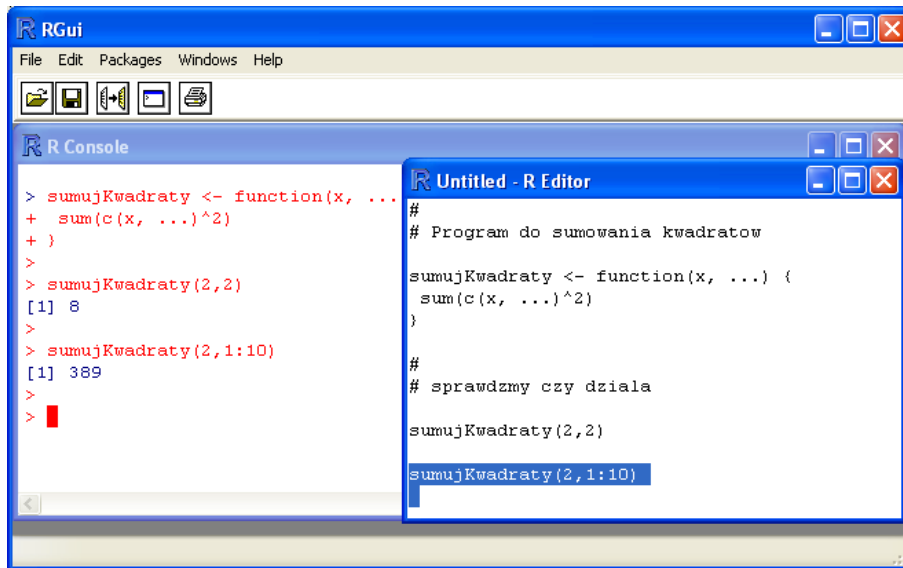 RGui
File Edit Packages Windows Help
R Console
> sumujKwadraty <- function(x, ...
+  sum(c(x, ...)^2)
+ }
>
> sumujKwadraty(2,2)
[1] 8
>
> sumujKwadraty(2,1:10)
[1] 389
>
>
Untitled - R Editor
#
# Program do sumowania kwadratow
sumujKwadraty <- function(x, ...) {
 sum(c(x, ...)^2)
}
#
# sprawdzmy czy dziala
sumujKwadraty(2,2)
sumujKwadraty(2,1:10)